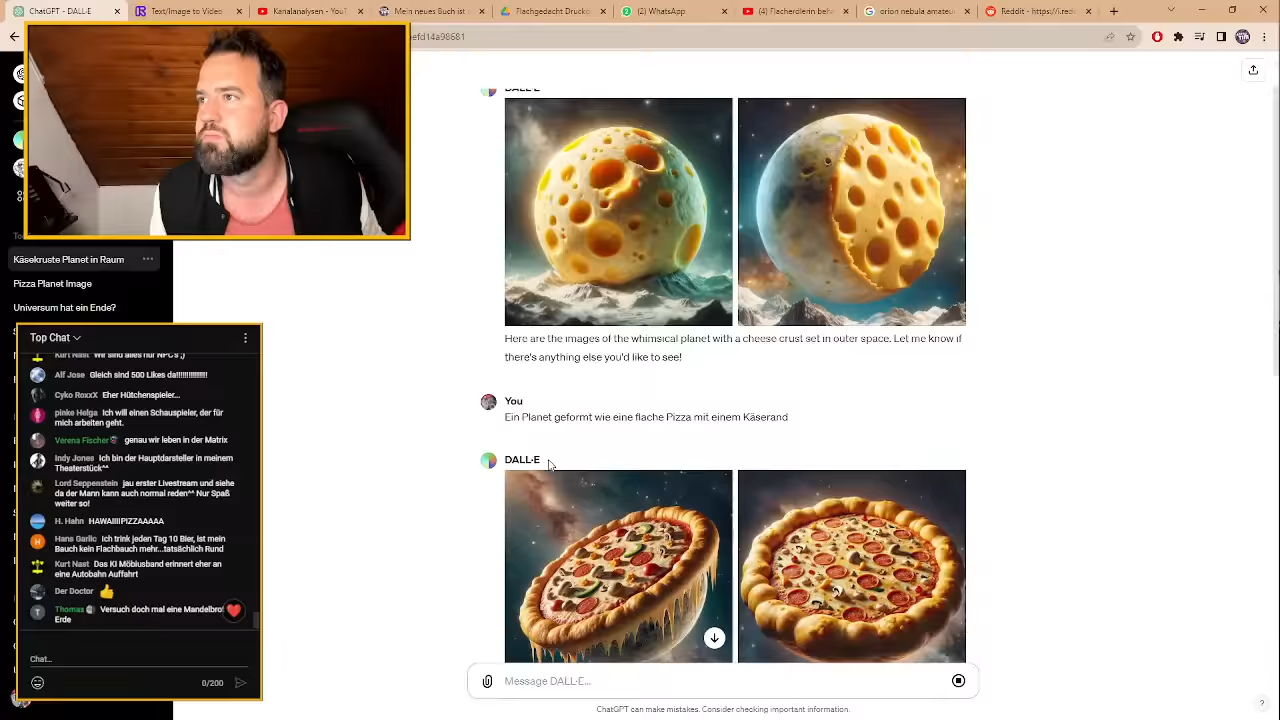 ChatGPT - DALL·E
Text/Image to Video
Kanalanalysen - YouT
Mein neues Buch ist
Flachgedacht Drucke
(2) WhatsApp
(2) Flacherderin beho
orion nebula amateu
Reddit - https://i.redd
efd14a98681
DALL·E
Käsekruste Planet in Raum
Pizza Planet Image
Universum hat ein Ende?
Here are the images of the whimsical planet with a cheese crust set in outer space. Let me know if
there's anything else you'd like to see!
You
Ein Planet geformt wie eine flache Pizza mit einem Käserand
DALL·E
Message DALL·E...
ChatGPT can make mistakes. Consider checking important information.
?
Top Chat
Kurt Nast Wir sind alles nur NPC's ;)
Alf Jose Gleich sind 500 Likes da!!!!!!!!!!!!!!!!
Cyko RoxxX Eher Hütchenspieler...
pinke Helga Ich will einen Schauspieler, der für
mich arbeiten geht.
Verena Fischer genau wir leben in der Matrix
Indy Jones Ich bin der Hauptdarsteller in meinem
Theaterstück^^
Lord Seppenstein jau erster Livestream und siehe
da der Mann kann auch normal reden^^ Nur Spaß
weiter so!
H. Hahn HAWAIIIIPIZZAAAAA
Hans Garlic Ich trink jeden Tag 10 Bier, ist mein
Bauch kein Flachbauch mehr...tatsächlich Rund
Kurt Nast Das KI Möbiusband erinnert eher an
eine Autobahn Auffahrt
Der Doctor
Thomas Versuch doch mal eine Mandelbrot
Erde
Chat...
0/200